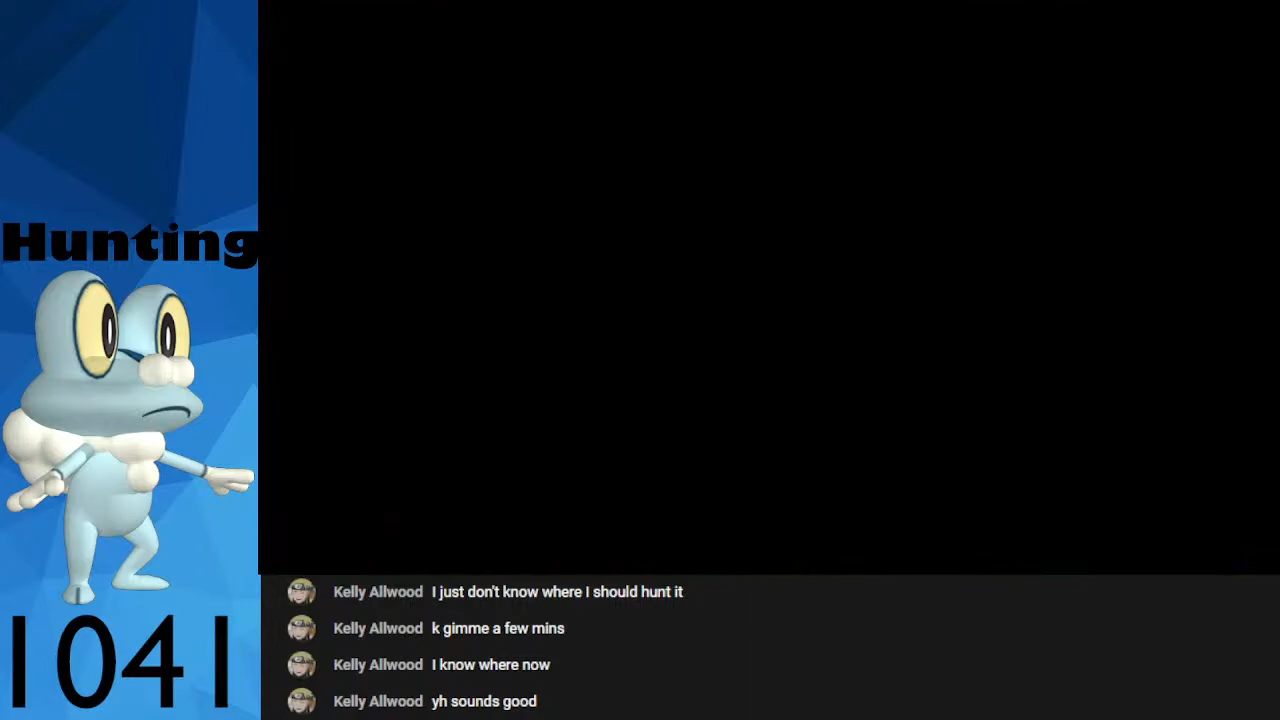 Hunting
1041
Kelly Allwood I just don't know where I should hunt it
Kelly Allwood k gimme a few mins
Kelly Allwood I know where now
Kelly Allwood yh sounds good